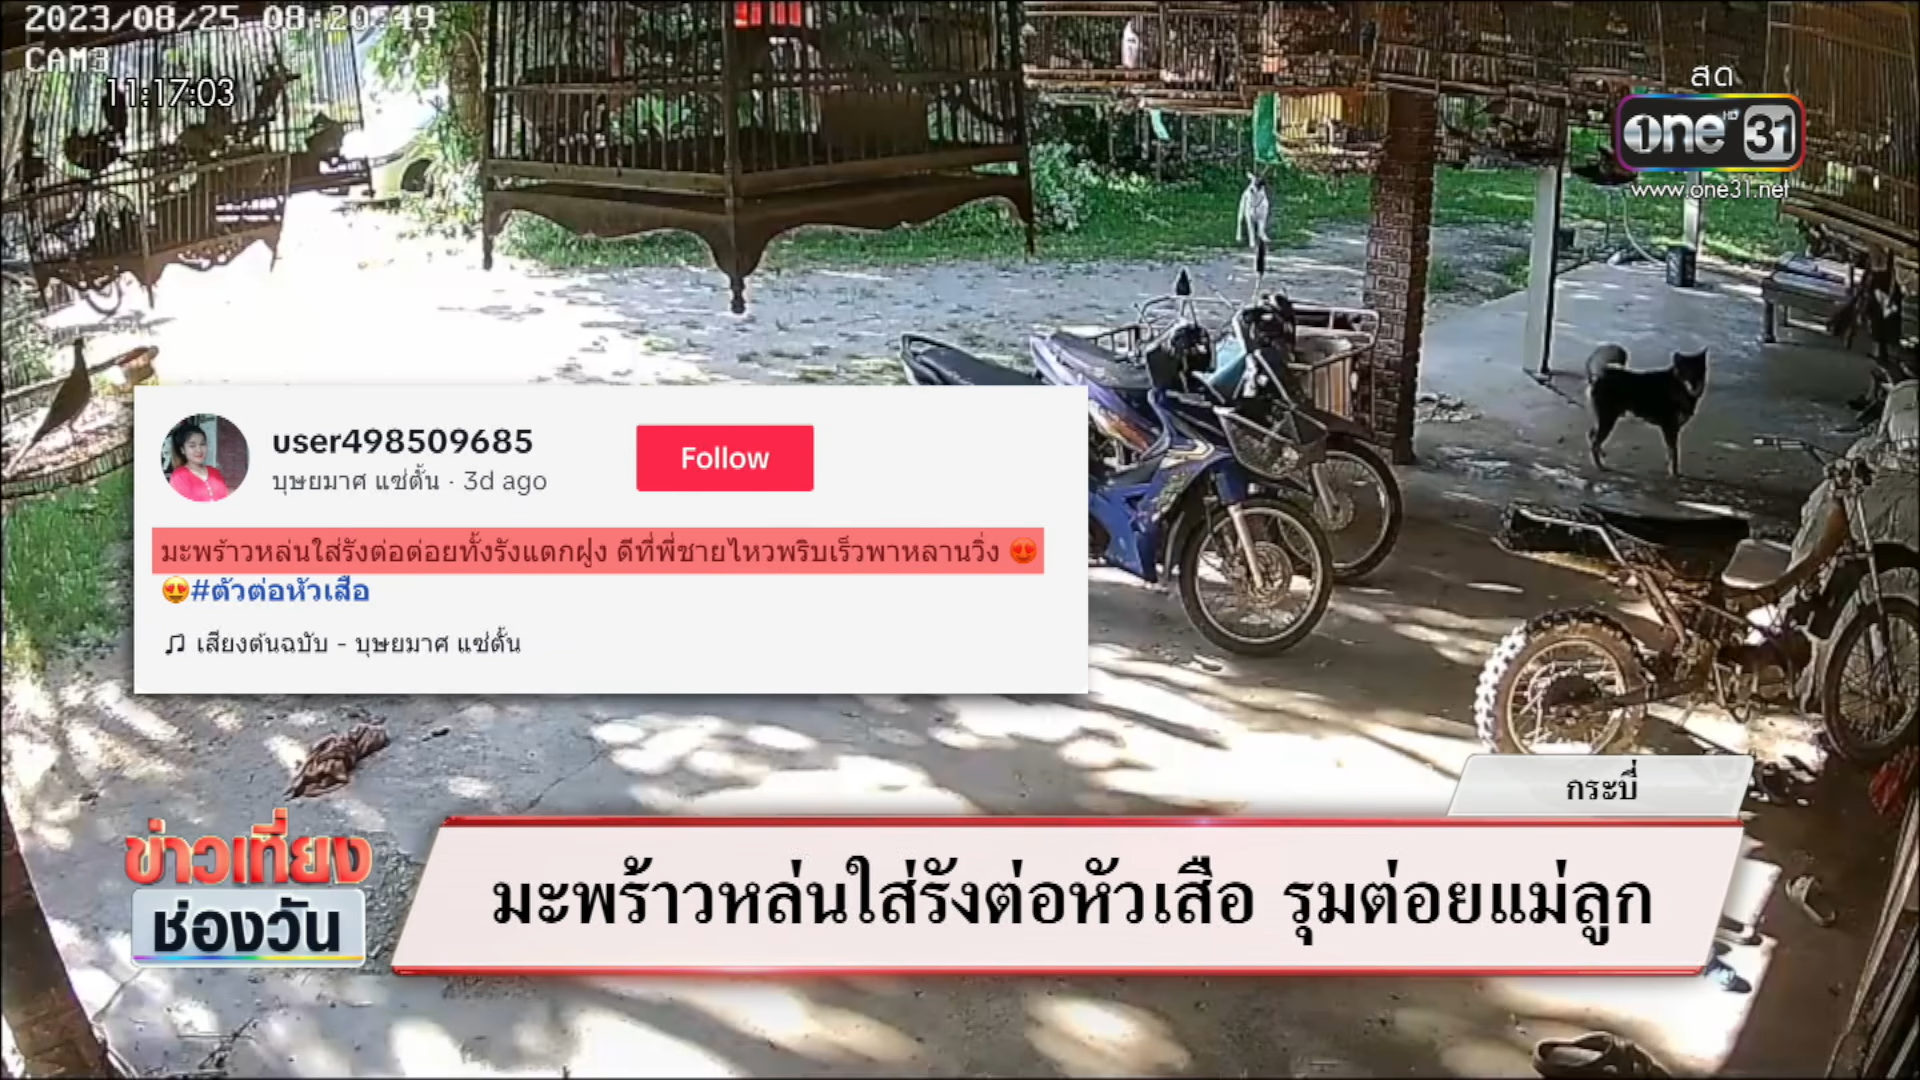 2023/08/25 08:20:49
CAM3
11:17:03
สด
one HD 31
www.one31.net
user498509685
บุษยมาศ แซ่ตั้น · 3d ago
Follow
มะพร้าวหล่นใส่รังต่อต่อยทั้งรังแตกฝูง ดีที่พี่ชายไหวพริบเร็วพาหลานวิ่ง 😍
😍#ตัวต่อหัวเสือ
♫ เสียงต้นฉบับ - บุษยมาศ แซ่ตั้น
กระบี่
ข่าวเที่ยง
ช่องวัน
มะพร้าวหล่นใส่รังต่อหัวเสือ รุมต่อยแม่ลูก